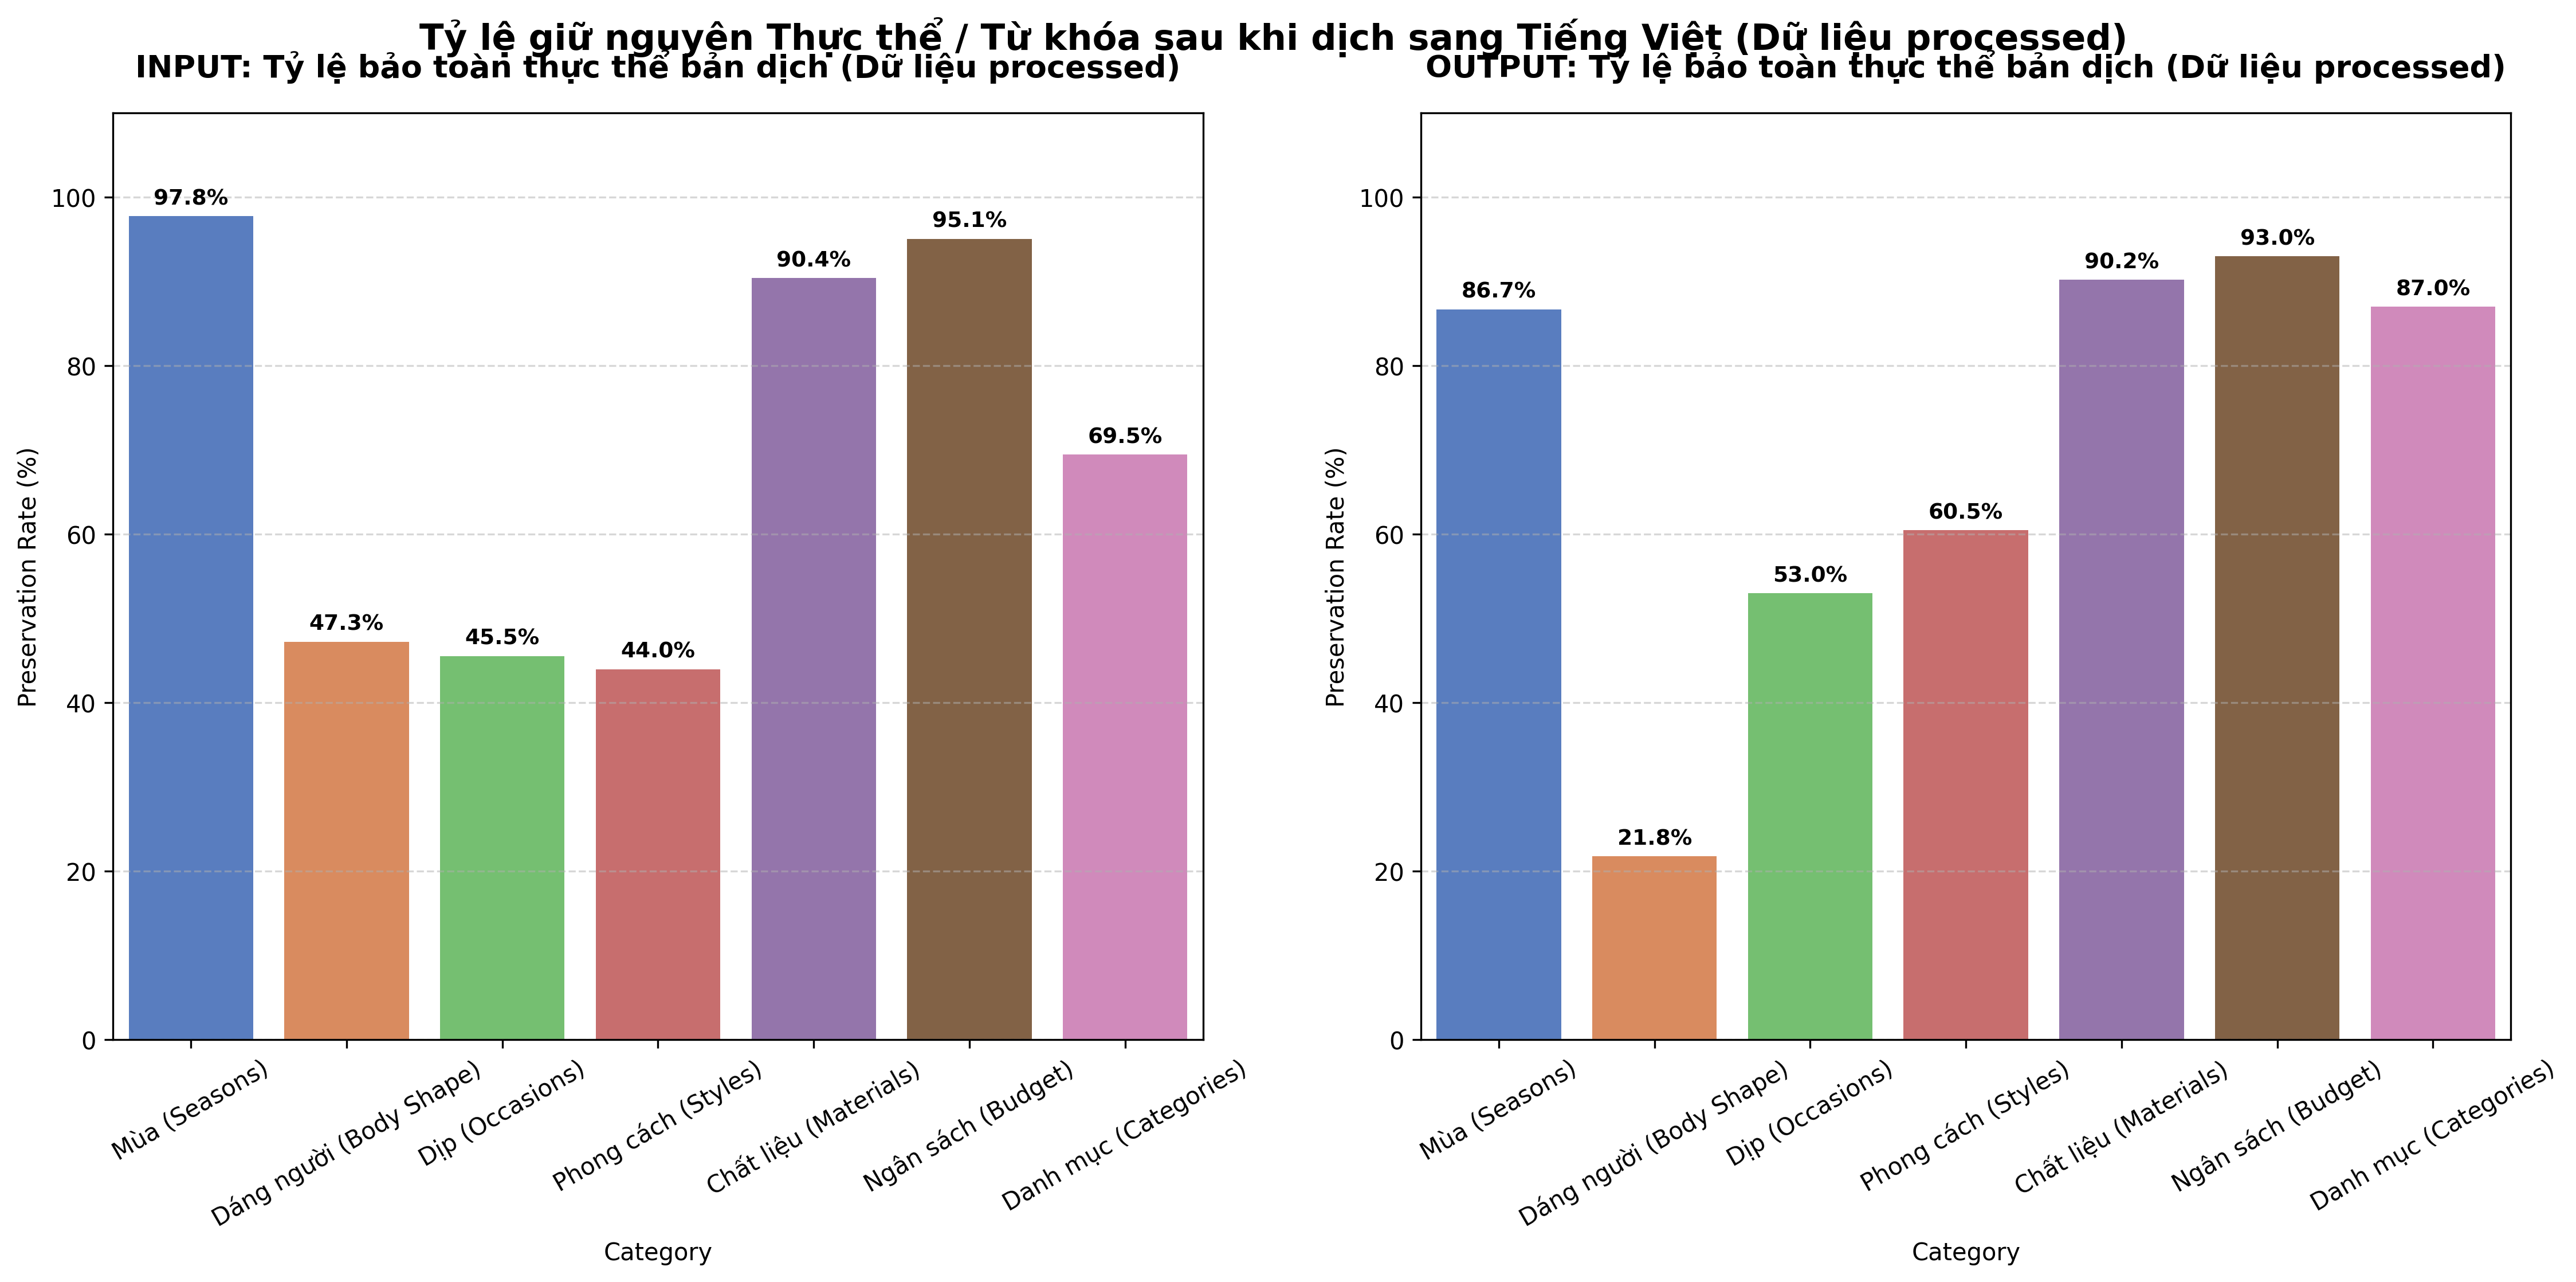 Tỷ lệ giữ nguyên Thực thể / Từ khóa sau khi dịch sang Tiếng Việt (Dữ liệu processed)
INPUT: Tỷ lệ bảo toàn thực thể bản dịch (Dữ liệu processed)
Preservation Rate (%)
100
80
60
40
20
0
97.8%
47.3%
45.5%
44.0%
90.4%
95.1%
69.5%
Mùa (Seasons)
Dáng người (Body Shape)
Dịp (Occasions)
Phong cách (Styles)
Chất liệu (Materials)
Ngân sách (Budget)
Danh mục (Categories)
Category
OUTPUT: Tỷ lệ bảo toàn thực thể bản dịch (Dữ liệu processed)
Preservation Rate (%)
100
80
60
40
20
0
86.7%
21.8%
53.0%
60.5%
90.2%
93.0%
87.0%
Mùa (Seasons)
Dáng người (Body Shape)
Dịp (Occasions)
Phong cách (Styles)
Chất liệu (Materials)
Ngân sách (Budget)
Danh mục (Categories)
Category